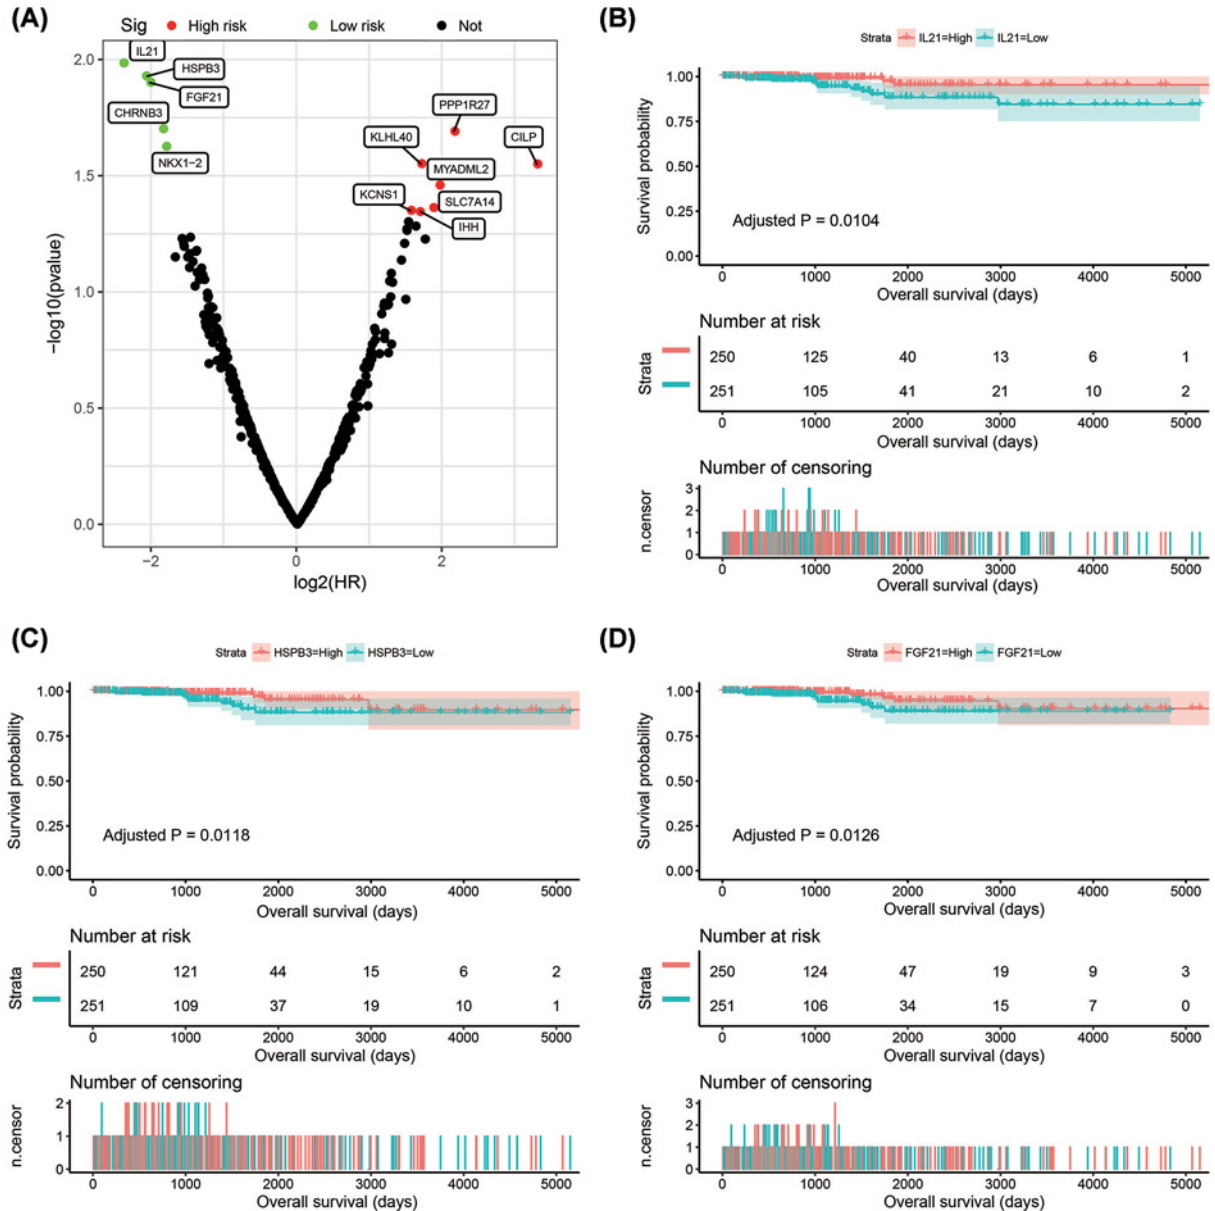 (A)
Sig High risk Low risk Not
2.0
1.5
1.0
0.5
0.0
−log10(pvalue)
IL21
HSPB3
FGF21
CHRNB3
NKX1−2
PPP1R27
KLHL40
CILP
MYADML2
KCNS1
SLC7A14
IHH
−2 0 2
log2(HR)
(B)
Strata IL21=High IL21=Low
1.00
0.75
0.50
0.25
0.00
Survival probability
Adjusted P = 0.0104
0 1000 2000 3000 4000 5000
Overall survival (days)
Number at risk
Strata
250 125 40 13 6 1
251 105 41 21 10 2
0 1000 2000 3000 4000 5000
Overall survival (days)
Number of censoring
n.censor
3
2
1
0
0 1000 2000 3000 4000 5000
Overall survival (days)
(C)
Strata HSPB3=High HSPB3=Low
1.00
0.75
0.50
0.25
0.00
Survival probability
Adjusted P = 0.0118
0 1000 2000 3000 4000 5000
Overall survival (days)
Number at risk
Strata
250 121 44 15 6 2
251 109 37 19 10 1
0 1000 2000 3000 4000 5000
Overall survival (days)
Number of censoring
n.censor
2
1
0
0 1000 2000 3000 4000 5000
Overall survival (days)
(D)
Strata FGF21=High FGF21=Low
1.00
0.75
0.50
0.25
0.00
Survival probability
Adjusted P = 0.0126
0 1000 2000 3000 4000 5000
Overall survival (days)
Number at risk
Strata
250 124 47 19 9 3
251 106 34 15 7 0
0 1000 2000 3000 4000 5000
Overall survival (days)
Number of censoring
n.censor
3
2
1
0
0 1000 2000 3000 4000 5000
Overall survival (days)